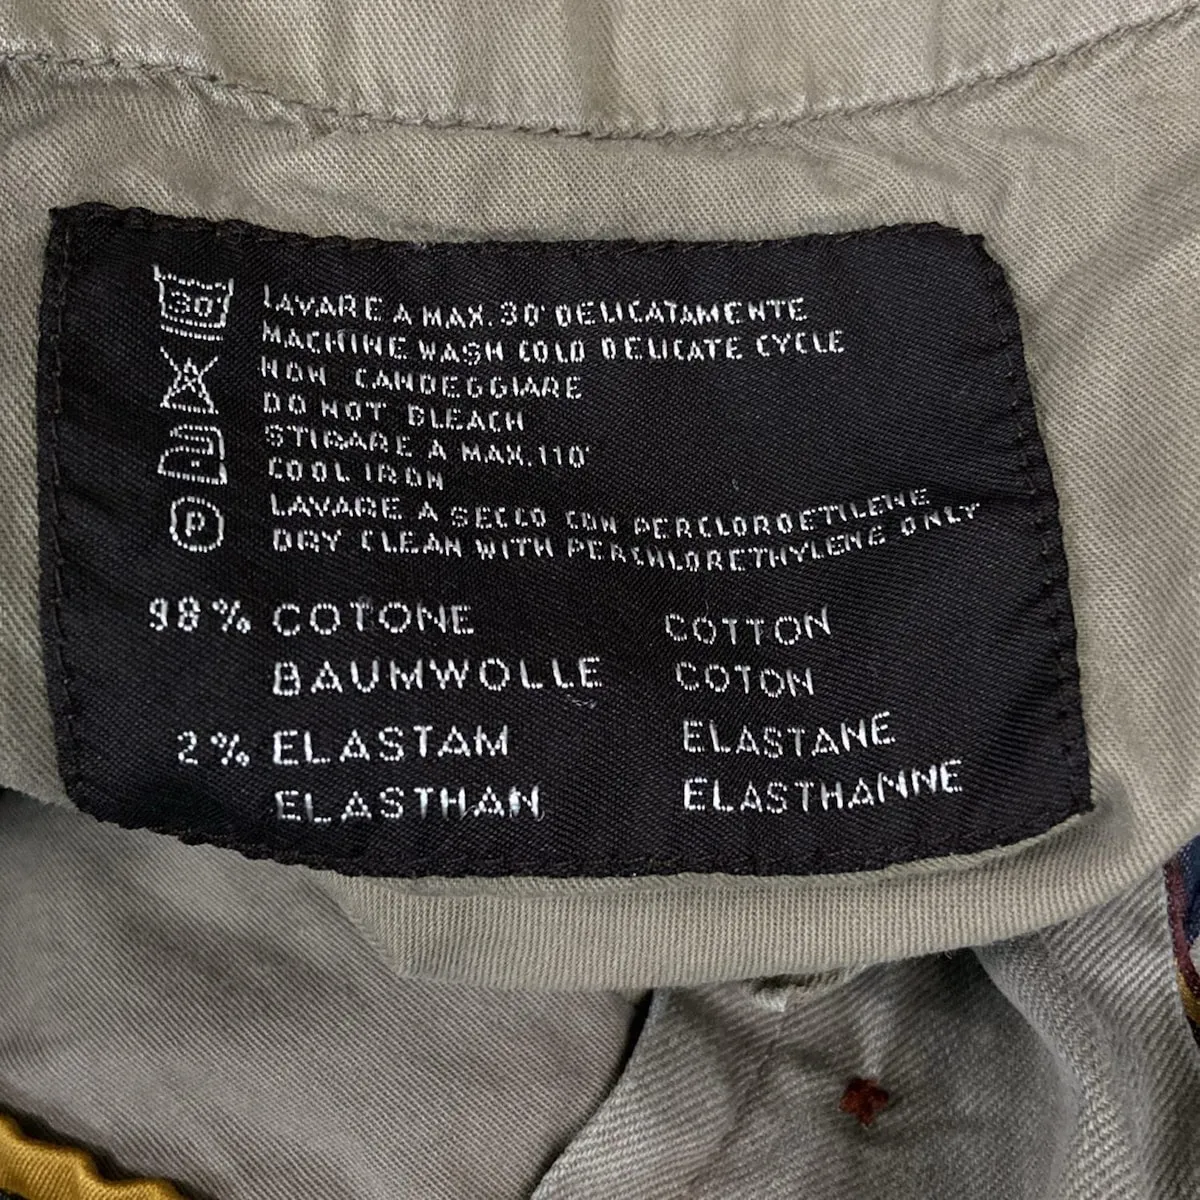 30°
LAVARE A MAX. 30° DELICATAMENTE
MACHINE WASH COLD DELICATE CYCLE
NON CANDEGGIARE
DO NOT BLEACH
STIRARE A MAX. 110°
COOL IRON
P
LAVARE A SECCO CON PERCLOROETILENE
DRY CLEAN WITH PERCHLORETHYLENE ONLY
98% COTONE COTTON
BAUMWOLLE COTON
2% ELASTAM ELASTANE
ELASTHAN ELASTHANNE